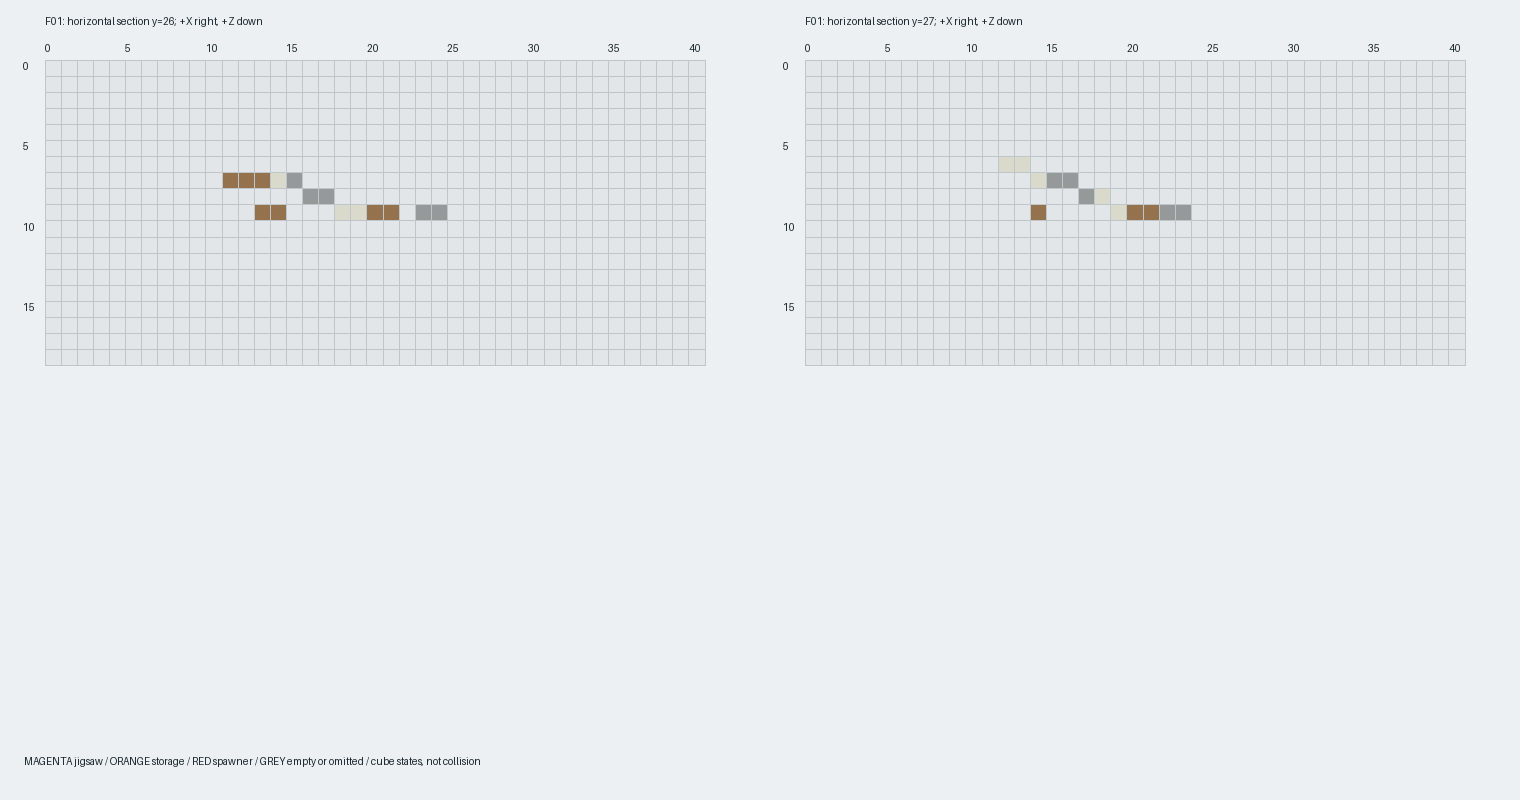 F01: horizontal section y=26; +X right, +Z down
0 5 10 15 20 25 30 35 40
0
5
10
15
F01: horizontal section y=27; +X right, +Z down
0 5 10 15 20 25 30 35 40
0
5
10
15
MAGENTA jigsaw / ORANGE storage / RED spawner / GREY empty or omitted / cube states, not collision